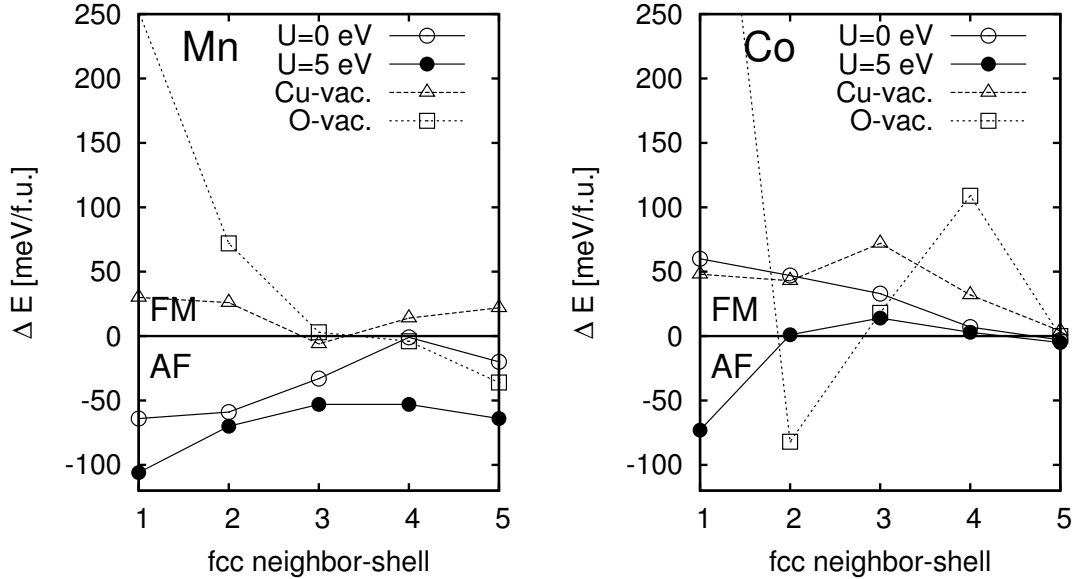 Mn
U=0 eV
U=5 eV
Cu-vac.
O-vac.
250
200
150
100
50
0
-50
-100
Δ E [meV/f.u.]
FM
AF
1 2 3 4 5
fcc neighbor-shell
Co
U=0 eV
U=5 eV
Cu-vac.
O-vac.
250
200
150
100
50
0
-50
-100
Δ E [meV/f.u.]
FM
AF
1 2 3 4 5
fcc neighbor-shell